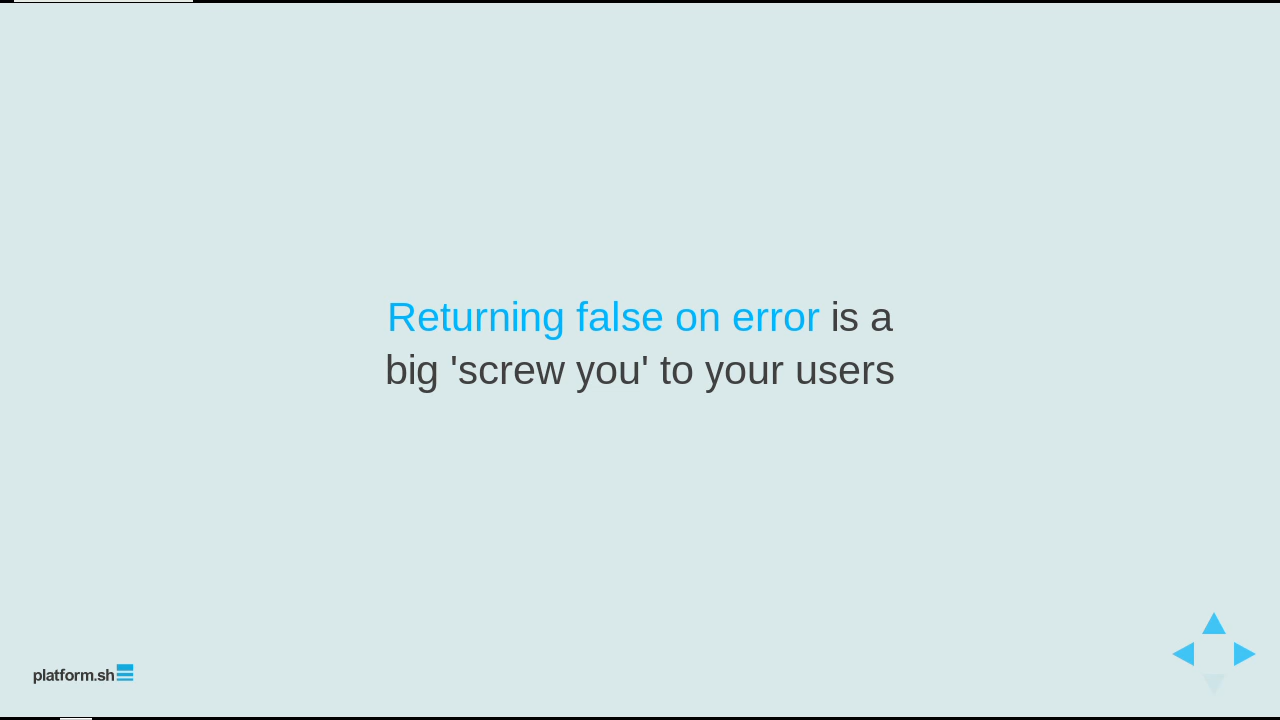 Returning false on error is a
big 'screw you' to your users
platform.sh